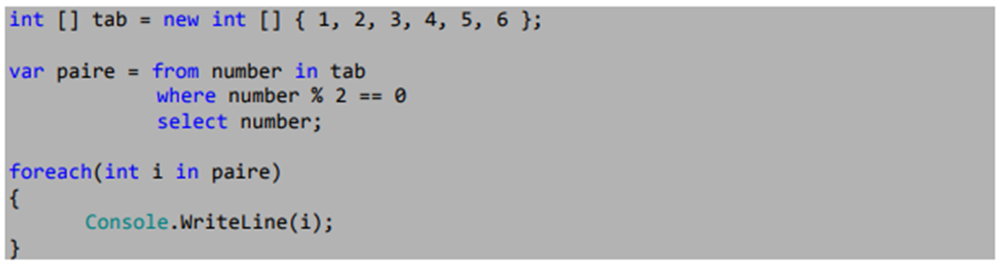 int [] tab = new int [] { 1, 2, 3, 4, 5, 6 };
var paire = from number in tab
where number % 2 == 0
select number;
foreach(int i in paire)
{
Console.WriteLine(i);
}